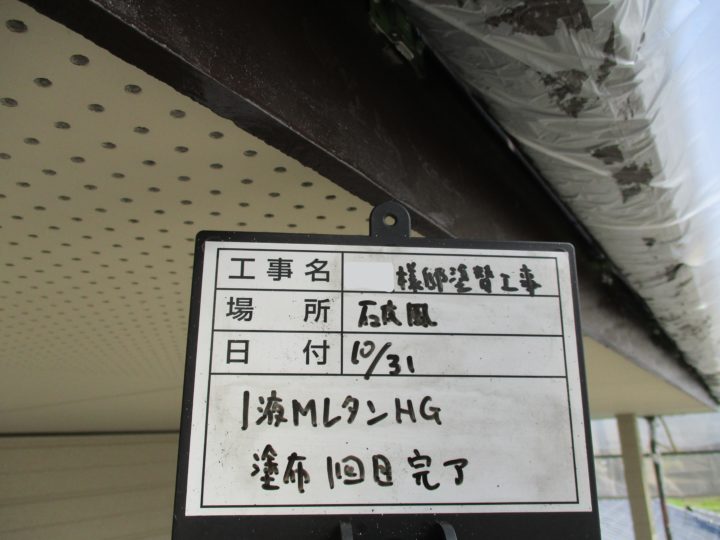 工事名 様邸塗替工事
場所 破風
日付 10/31
1液MレタンHG
塗布1回目完了